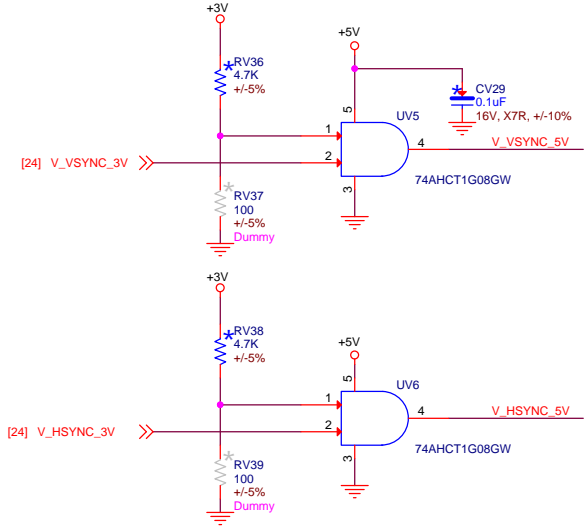 +3V
+5V
RV36
4.7K
+/-5%
*
*
CV29
0.1uF
16V, X7R, +/-10%
5
UV5
1
4
V_VSYNC_5V
[24] V_VSYNC_3V
2
3
74AHCT1G08GW
*
RV37
100
+/-5%
Dummy
+3V
+5V
*
RV38
4.7K
+/-5%
5
UV6
1
4
V_HSYNC_5V
[24] V_HSYNC_3V
2
3
74AHCT1G08GW
*
RV39
100
+/-5%
Dummy